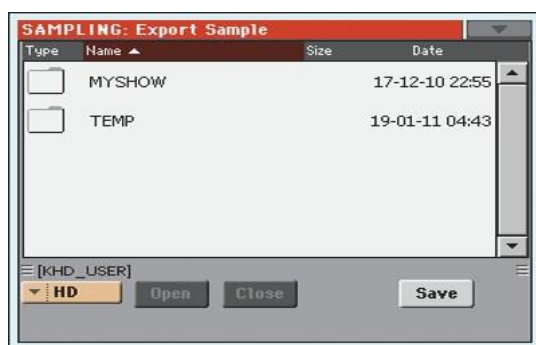 SAMPLING: Export Sample
Type Name Size Date
MYSHOW 17-12-10 22:55
TEMP 19-01-11 04:43
[KHD_USER]
HD Open Close Save